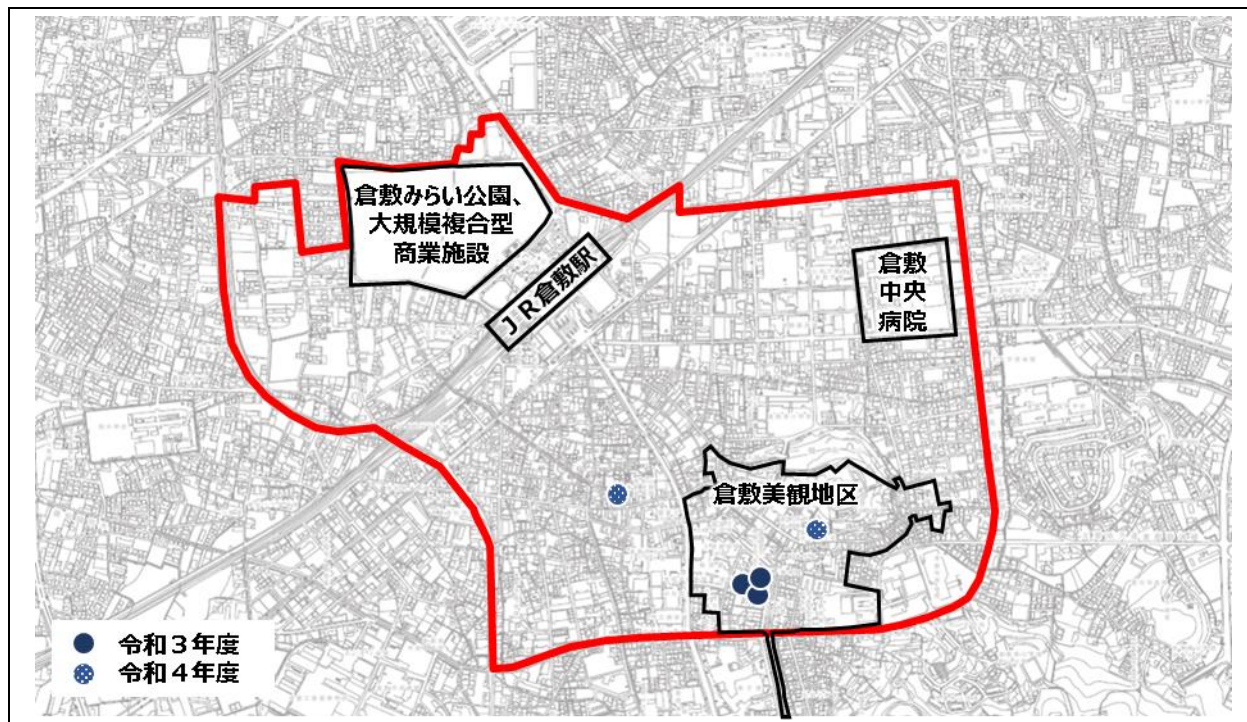 倉敷みらい公園、
大規模複合型
商業施設
ＪＲ倉敷駅
倉敷
中央
病院
倉敷美観地区
令和３年度
令和４年度